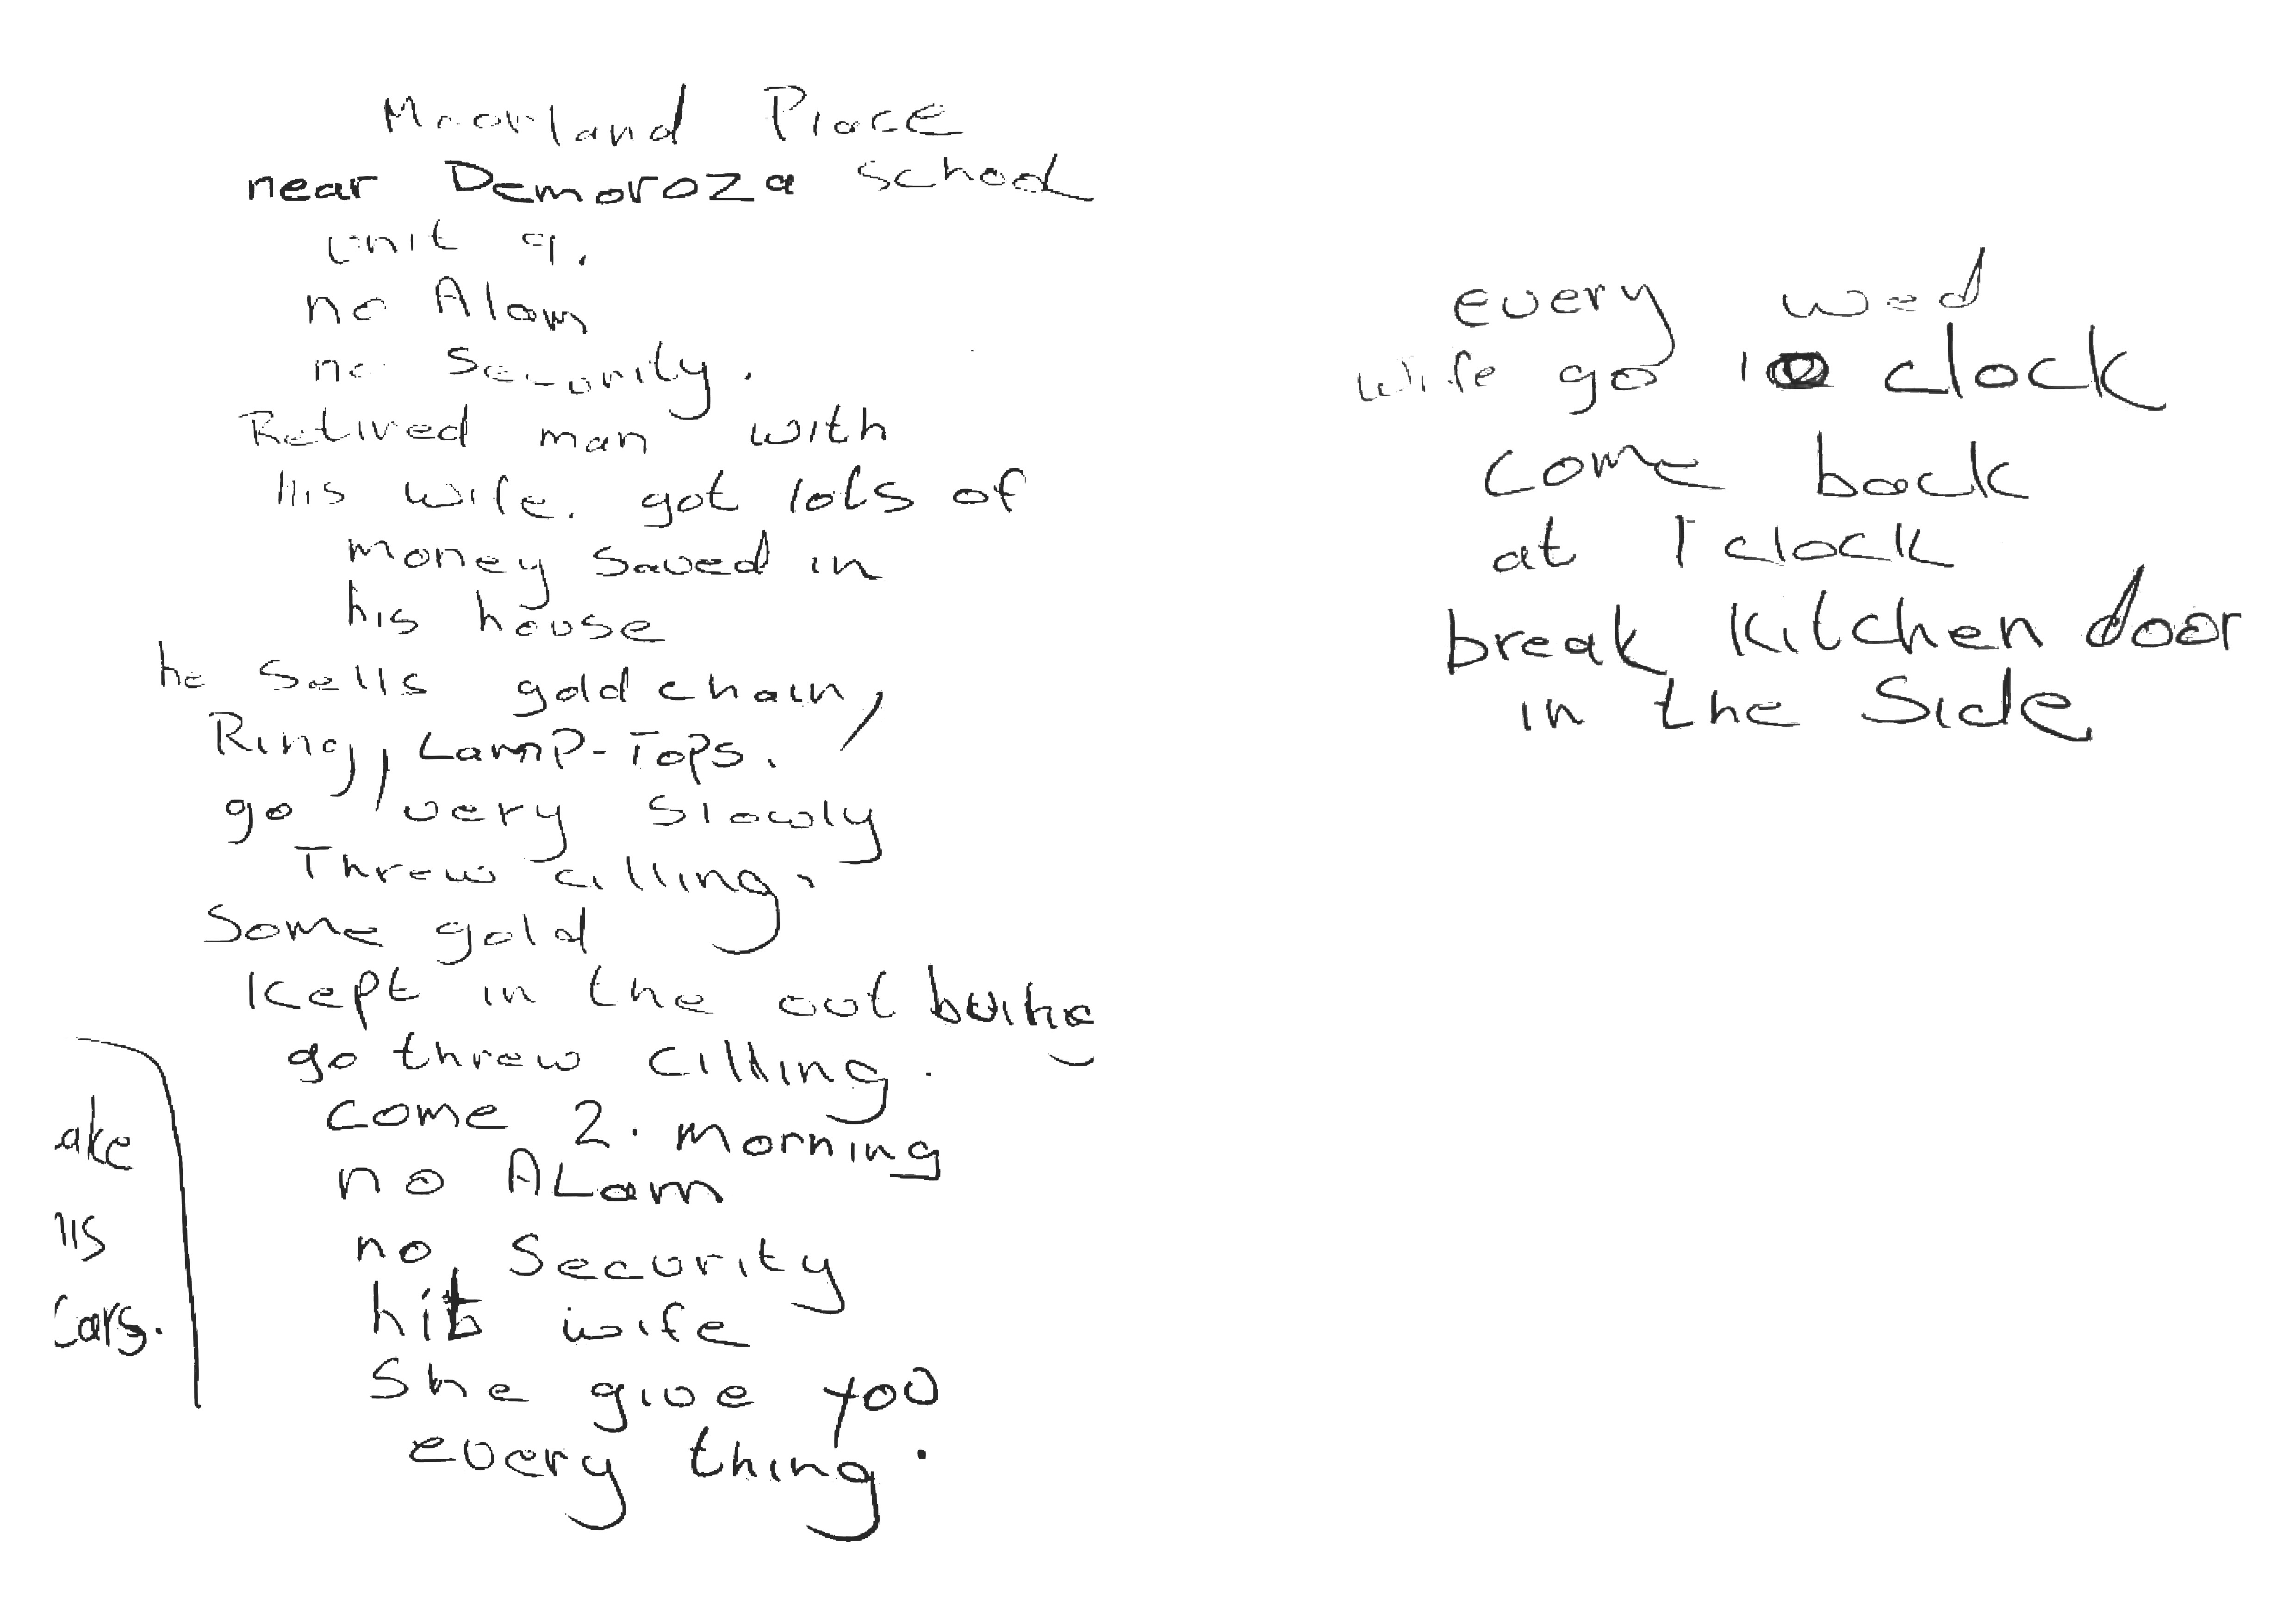 Moorland Place
near Demoroza school
unit 9.
no Alam
no Security.
Retired man with
his wife. got lots of
money saved in
his house
he sells gold chain,
Ring, Lamp-Tops.
go very slowly
Threw cilling.
Some gold
kept in the out
go threw cilling.
come 2. morning
no ALam
no Security
hit wife
She give you
every thing.
ake
his
cars.
every wed
wife go 10 clock
come back
at 1 clock
break kitchen door
in the Side